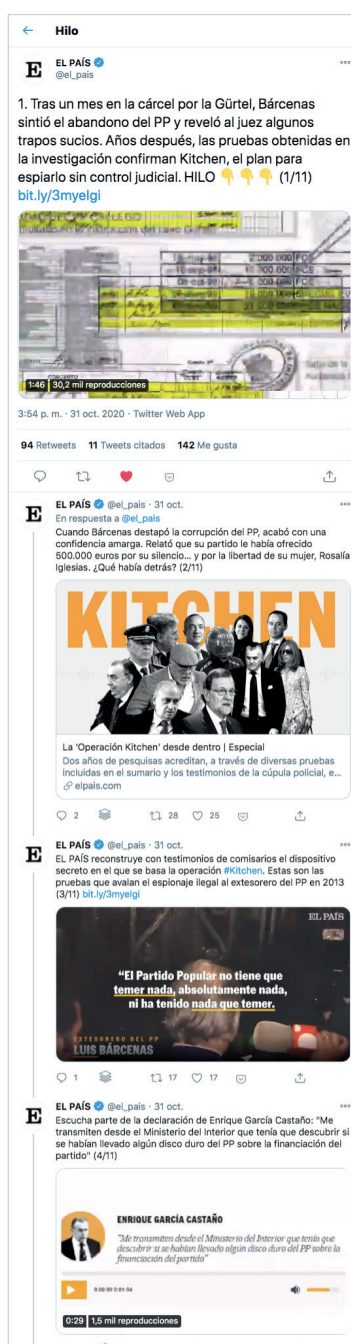 Hilo
E
EL PAÍS
@el_pais
1. Tras un mes en la cárcel por la Gürtel, Bárcenas
sintió el abandono del PP y reveló al juez algunos
trapos sucios. Años después, las pruebas obtenidas en
la investigación confirman Kitchen, el plan para
espiarlo sin control judicial. HILO 👇👇👇 (1/11)
bit.ly/3myelgi
1:46 30,2 mil reproducciones
3:54 p. m. · 31 oct. 2020 · Twitter Web App
94 Retweets 11 Tweets citados 142 Me gusta
E
EL PAÍS @el_pais · 31 oct.
En respuesta a @el_pais
Cuando Bárcenas destapó la corrupción del PP, acabó con una
confidencia amarga. Relató que su partido le había ofrecido
500.000 euros por su silencio... y por la libertad de su mujer, Rosalía
Iglesias. ¿Qué había detrás? (2/11)
KITCHEN
La 'Operación Kitchen' desde dentro | Especial
Dos años de pesquisas acreditan, a través de diversas pruebas
incluidas en el sumario y los testimonios de la cúpula policial, e...
elpais.com
2 28 25
E
EL PAÍS @el_pais · 31 oct.
EL PAÍS reconstruye con testimonios de comisarios el dispositivo
secreto en el que se basa la operación #Kitchen. Estas son las
pruebas que avalan el espionaje ilegal al extesorero del PP en 2013
(3/11) bit.ly/3myelgi
EL PAÍS
"El Partido Popular no tiene que
temer nada, absolutamente nada,
ni ha tenido nada que temer.
EXTESORERO DEL PP
LUIS BÁRCENAS
1 17 17
E
EL PAÍS @el_pais · 31 oct.
Escucha parte de la declaración de Enrique García Castaño: "Me
transmiten desde el Ministerio del Interior que tenía que descubrir si
se habían llevado algún disco duro del PP sobre la financiación del
partido" (4/11)
ENRIQUE GARCÍA CASTAÑO
"Me transmiten desde el Ministerio del Interior que tenía que
descubrir si se habían llevado algún disco duro del PP sobre la
financiación del partido"
0:29 1,5 mil reproducciones